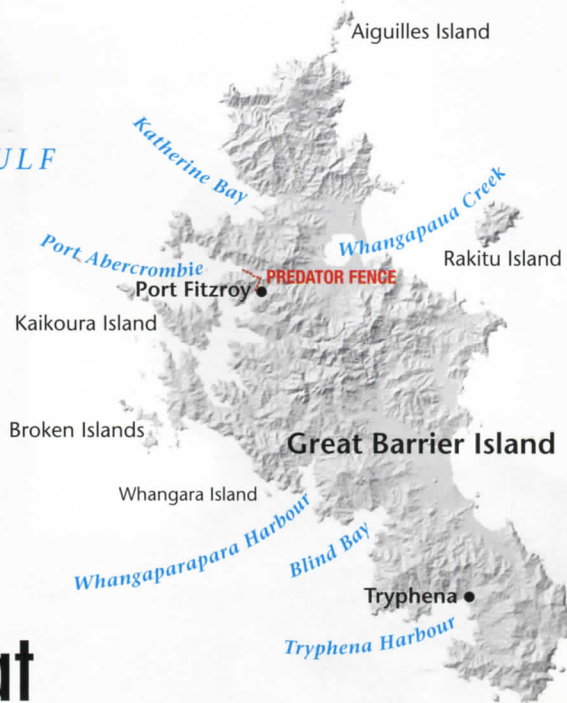 Aiguilles Island
ULF
Katherine Bay
Whangapaua Creek
Port Abercrombie
Rakitu Island
PREDATOR FENCE
Port Fitzroy
Kaikoura Island
Broken Islands
Great Barrier Island
Whangara Island
Whangaparapara Harbour
Blind Bay
Tryphena
Tryphena Harbour